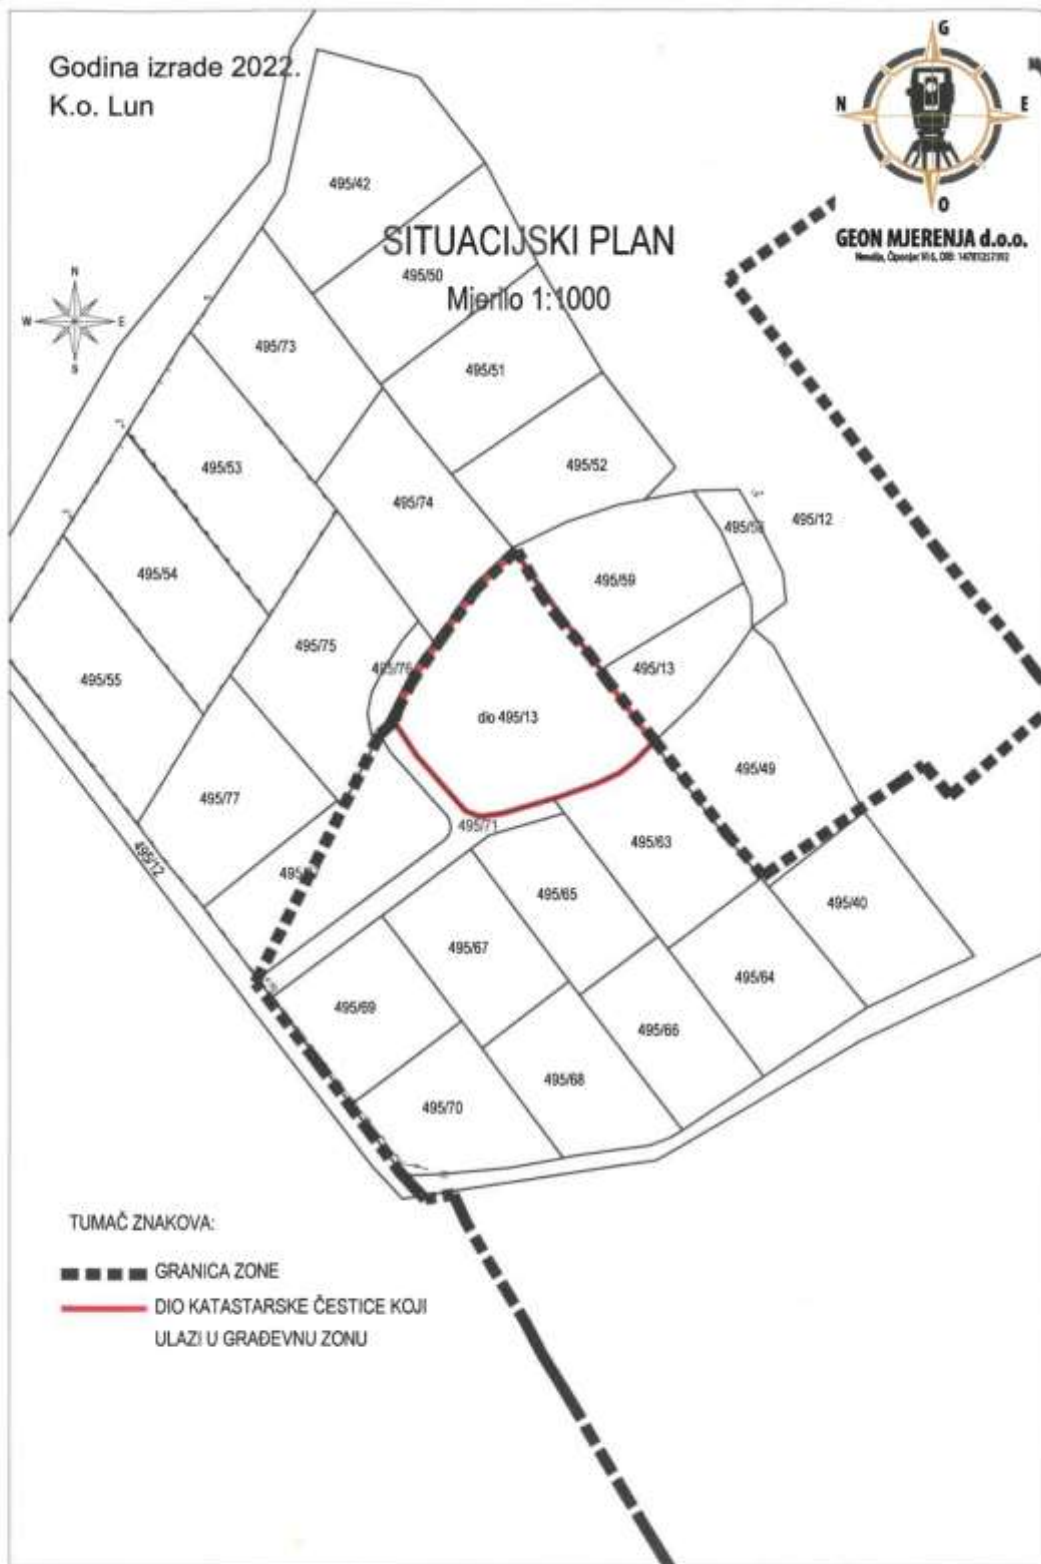 Godina izrade 2022.
K.o. Lun
G
N
E
O
GEON MJERENJA d.o.o.
SITUACIJSKI PLAN
Mjerilo 1:1000
N
W
E
S
495/42
495/50
495/73
495/51
495/53
495/52
495/74
495/12
495/54
495/59
495/75
495/13
495/76
495/55
dio 495/13
495/49
495/77
495/71
495/63
495/12
495/65
495/40
495/67
495/64
495/69
495/66
495/68
495/70
TUMAČ ZNAKOVA:
GRANICA ZONE
DIO KATASTARSKE ČESTICE KOJI
ULAZI U GRAĐEVNU ZONU